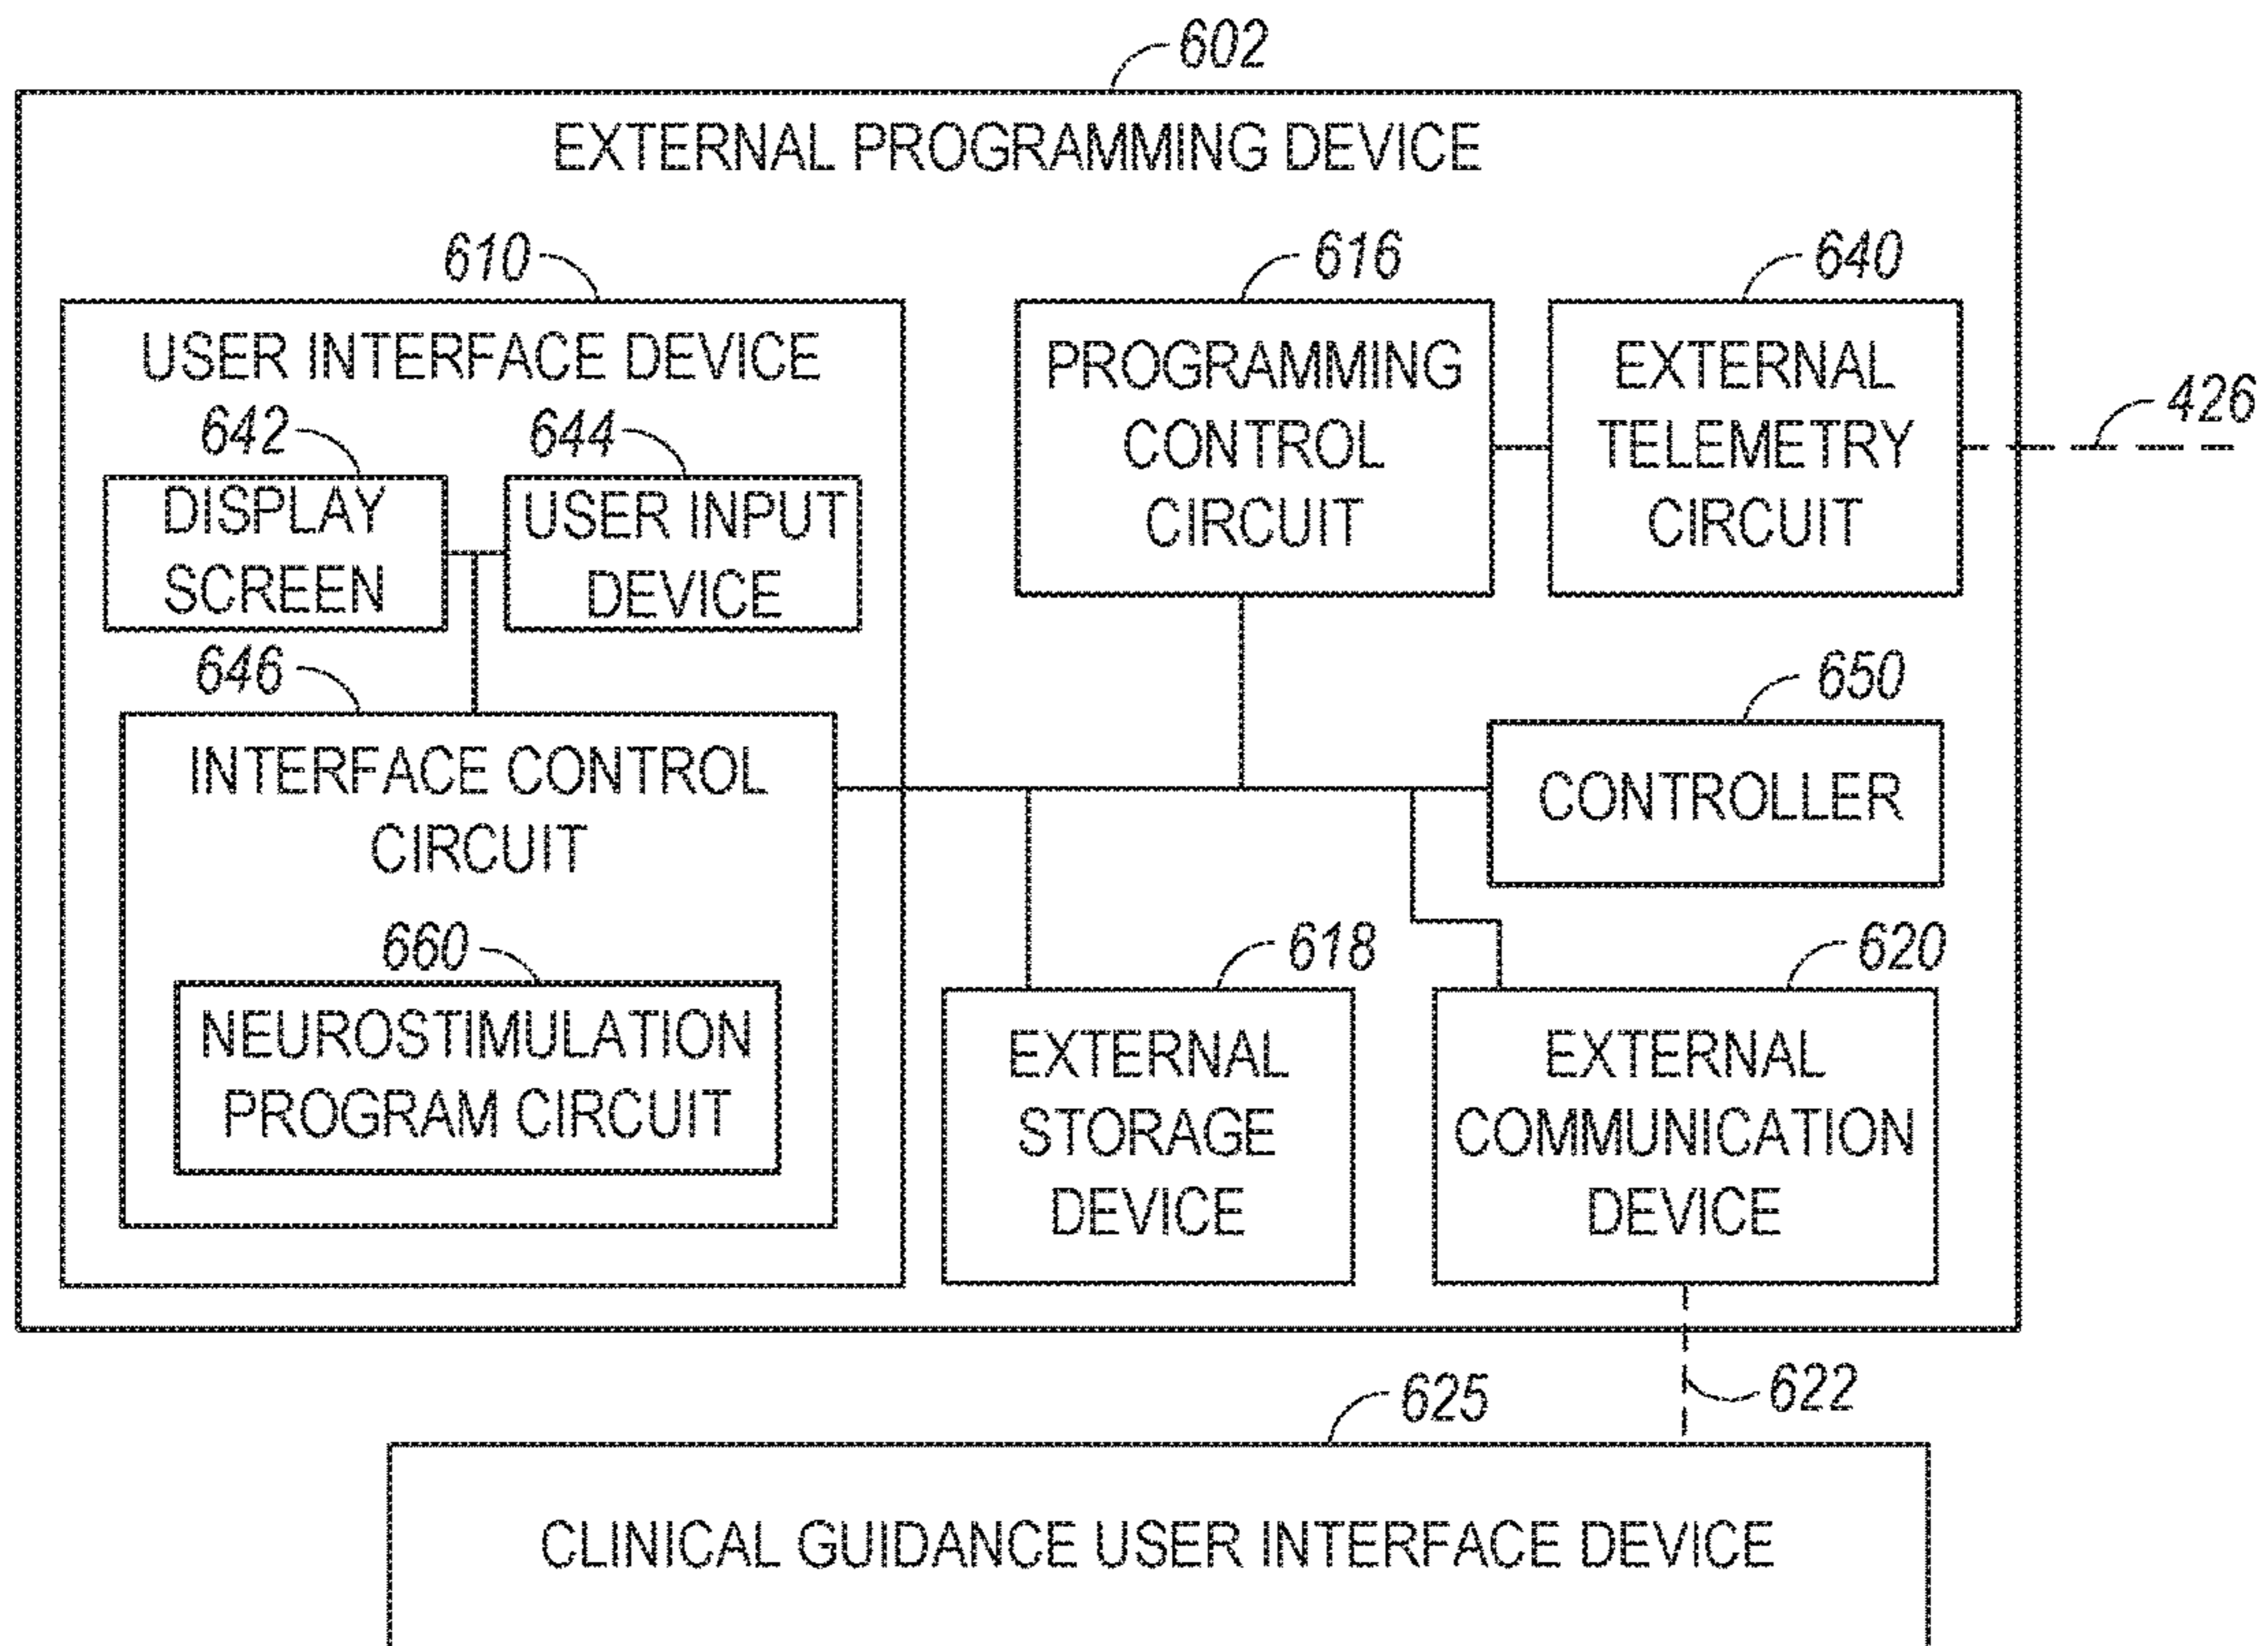 602
EXTERNAL PROGRAMMING DEVICE
610
616
640
USER INTERFACE DEVICE
642
644
DISPLAY
SCREEN
USER INPUT
DEVICE
PROGRAMMING
CONTROL
CIRCUIT
EXTERNAL
TELEMETRY
CIRCUIT
426
646
INTERFACE CONTROL
CIRCUIT
650
CONTROLLER
660
NEUROSTIMULATION
PROGRAM CIRCUIT
618
EXTERNAL
STORAGE
DEVICE
620
EXTERNAL
COMMUNICATION
DEVICE
622
625
CLINICAL GUIDANCE USER INTERFACE DEVICE